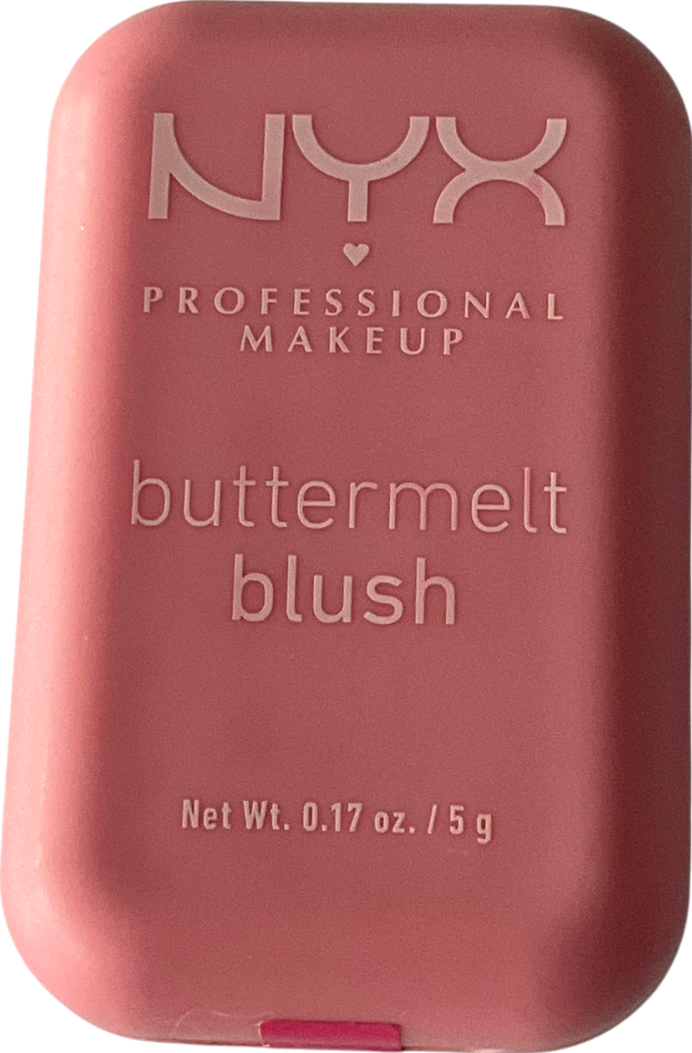 NYX
PROFESSIONAL
MAKEUP
buttermelt
blush
Net Wt. 0.17 oz. / 5 g